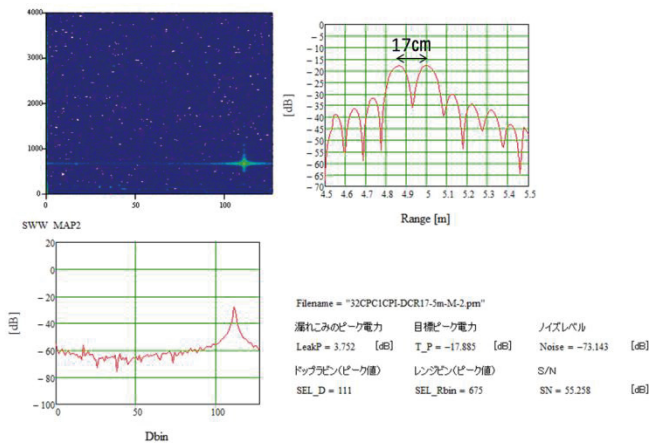 4000
3000
2000
1000
0
0
50
100
SWW MAP2
0
-5
-10
-15
-20
-25
-30
-35
-40
-45
-50
-55
-60
-65
-70
[dB]
17cm
4.5 4.6 4.7 4.8 4.9 5 5.1 5.2 5.3 5.4 5.5
Range [m]
20
0
-20
-40
-60
-80
-100
[dB]
0 50 100
Dbin
Filename = "32CPC1CPI-DCR17-5m-M-2.prn"
漏れこみのピーク電力 目標ピーク電力 ノイズレベル
LeakP = 3.752 [dB] T_P = -17.885 [dB] Noise = -73.143 [dB]
ドップラビン(ピーク値) レンジビン(ピーク値) S/N
SEL_D = 111 SEL_Rbin = 675 SN = 55.258 [dB]